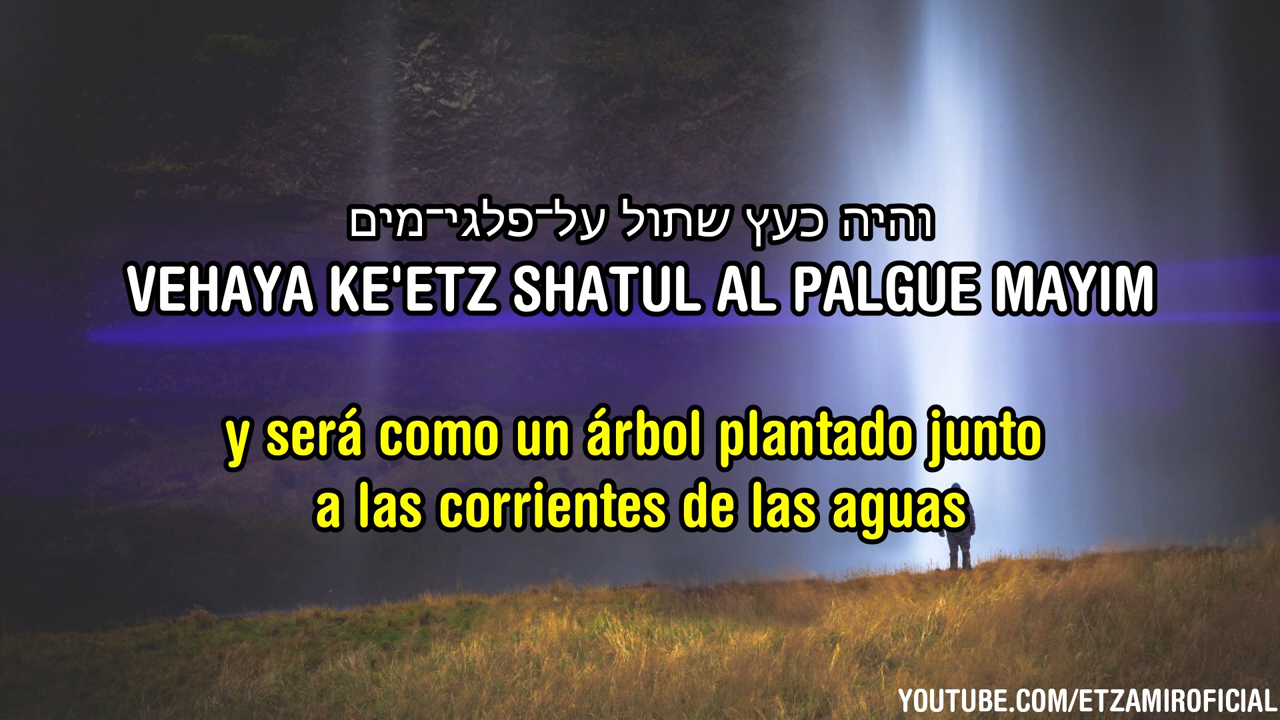 והיה כעץ שתול על־פלגי־מים
VEHAYA KE'ETZ SHATUL AL PALGUE MAYIM
y será como un árbol plantado junto
a las corrientes de las aguas
YOUTUBE.COM/ETZAMIROFICIAL